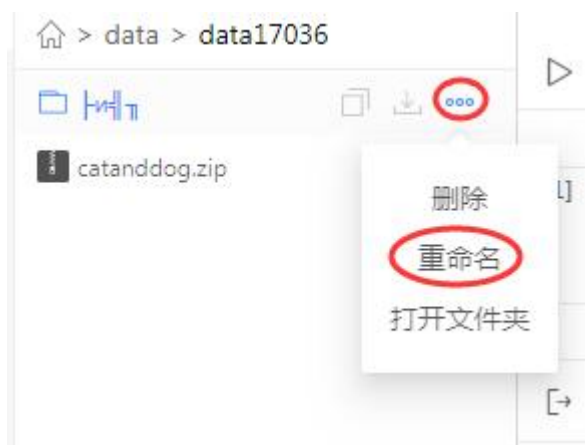 > data > data17036
├и╣╖
catanddog.zip
删除
重命名
打开文件夹